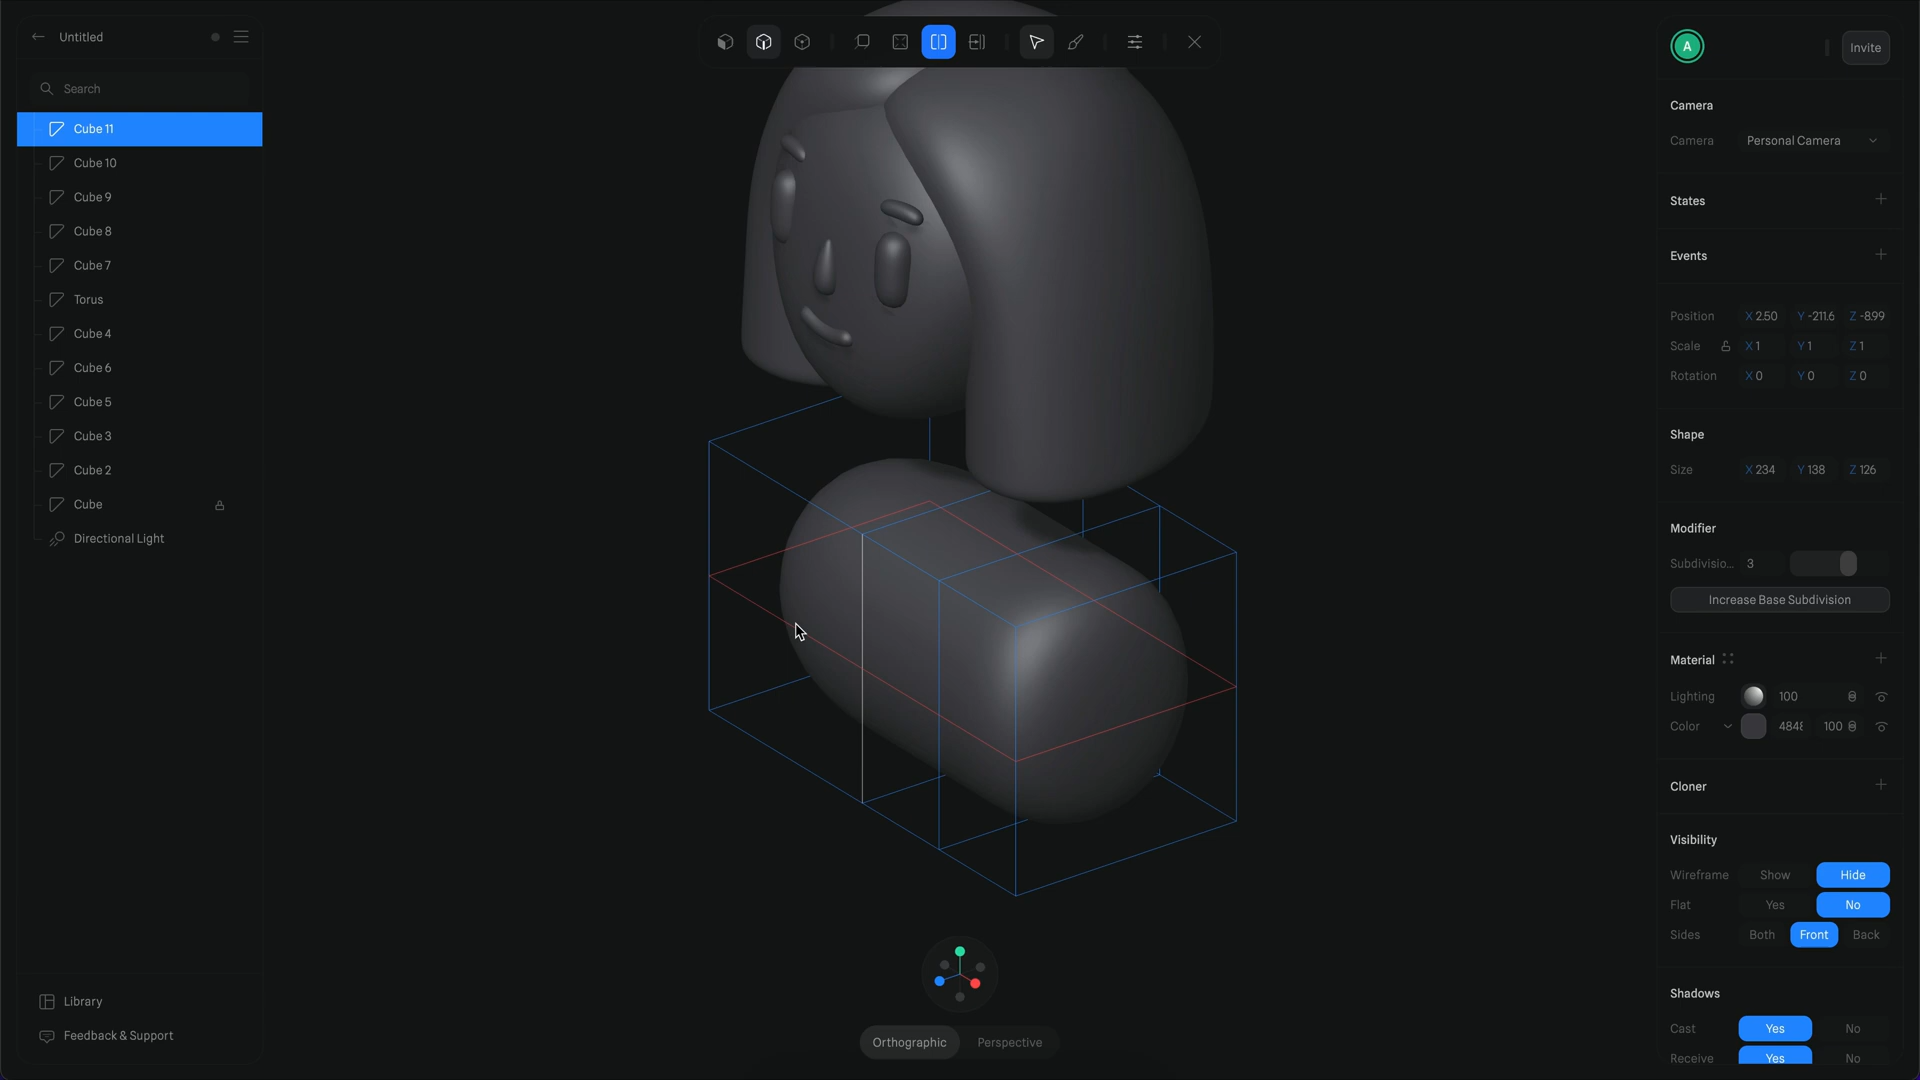 Untitled
Search
Cube 11
Cube 10
Cube 9
Cube 8
Cube 7
Torus
Cube 4
Cube 6
Cube 5
Cube 3
Cube 2
Cube
Directional Light
Library
Feedback & Support
Orthographic
Perspective
A
Invite
Camera
Camera Personal Camera
States
Events
Position X 2.50 Y -211.6 Z -8.99
Scale X 1 Y 1 Z 1
Rotation X 0 Y 0 Z 0
Shape
Size X 234 Y 138 Z 126
Modifier
Subdivisio... 3
Increase Base Subdivision
Material
Lighting 100
Color 4848 100
Cloner
Visibility
Wireframe Show Hide
Flat Yes No
Sides Both Front Back
Shadows
Cast Yes No
Receive Yes No